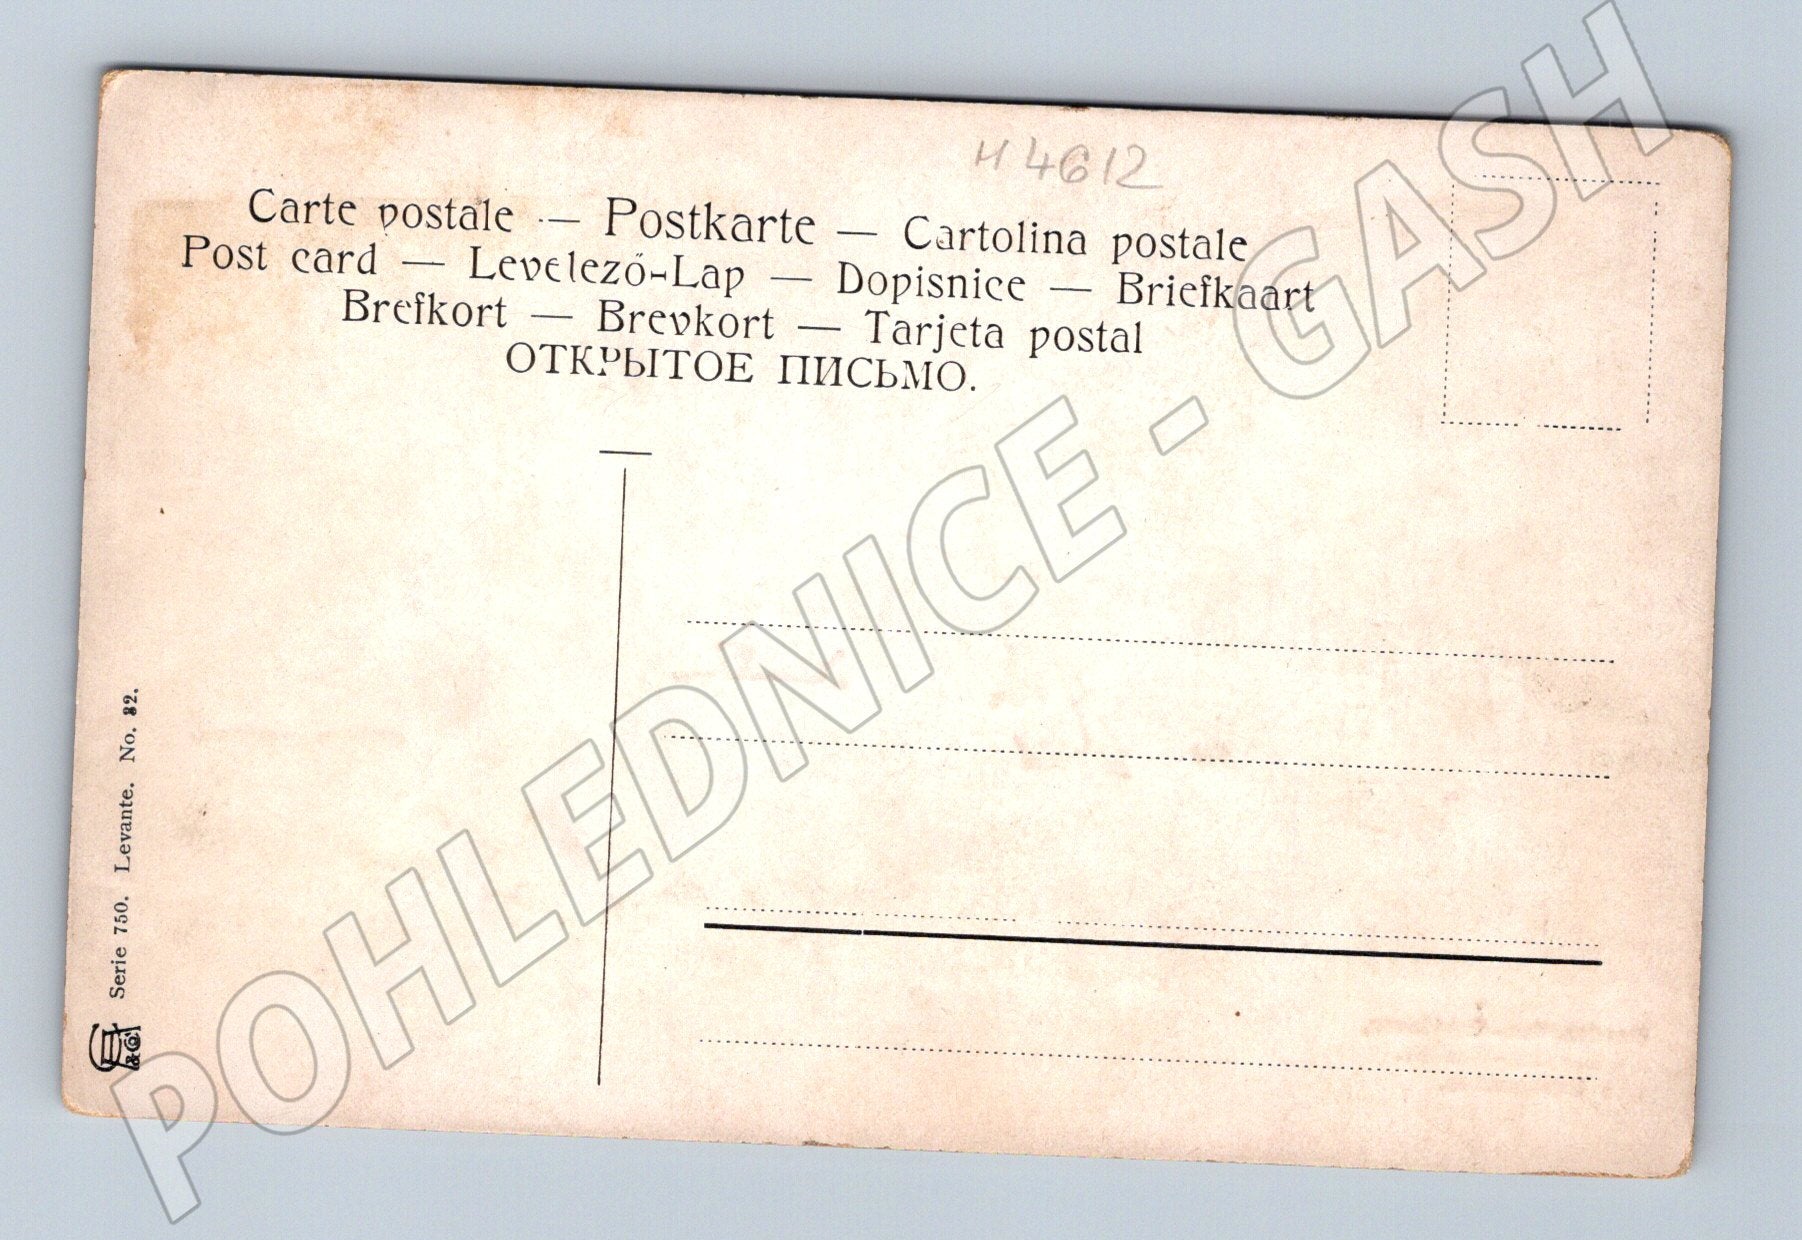 H 4612
Carte postale — Postkarte — Cartolina postale
Post card — Levelező-Lap — Dopisnice — Briefkaart
Brefkort — Brevkort — Tarjeta postal
ОТКРЫТОЕ ПИСЬМО.
Serie 750. Levante. No. 82.
POHLEDNICE - GASH